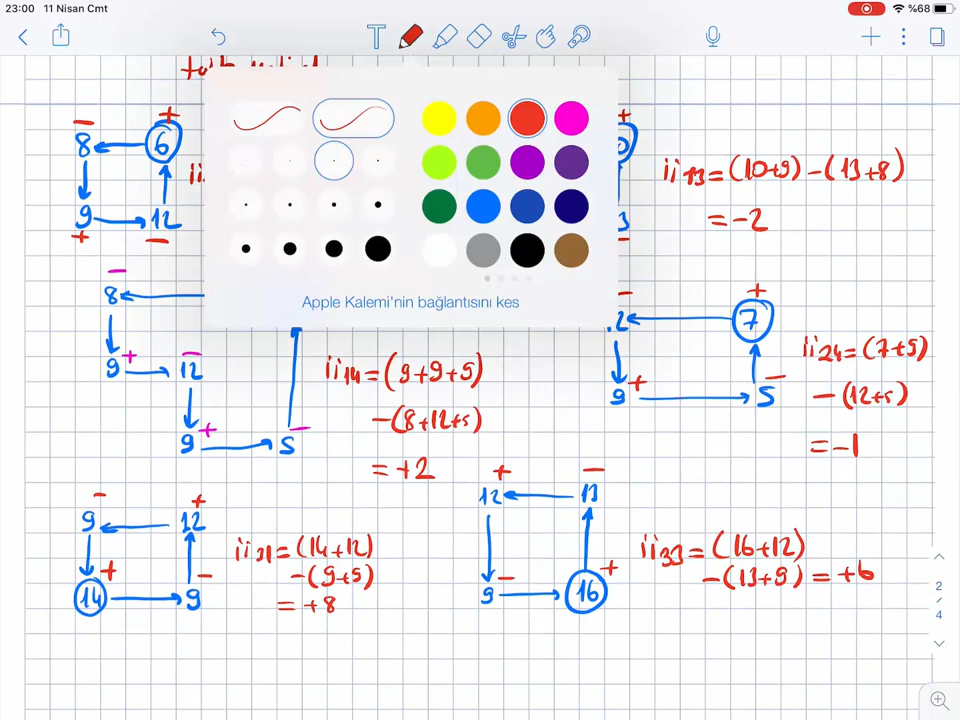 23:00 11 Nisan Cmt %68
T
- +
8 6 ii
9 12
+ -
+
ii13=(10+9)-(13+8)
= -2
-
Apple Kalemi'nin bağlantısını kes
-
8
9 + - 12
9 + 5 -
ii14=(9+9+5)
-(8+12+5)
= +2
- +
2 7
9 + 5 -
ii24=(7+5)
-(12+5)
= -1
- +
9 12
14 + 9 -
ii31=(14+12)
-(9+9)
= +8
+ -
12 13
9 - 16 +
ii33=(16+12)
-(13+9)=+6
2
4